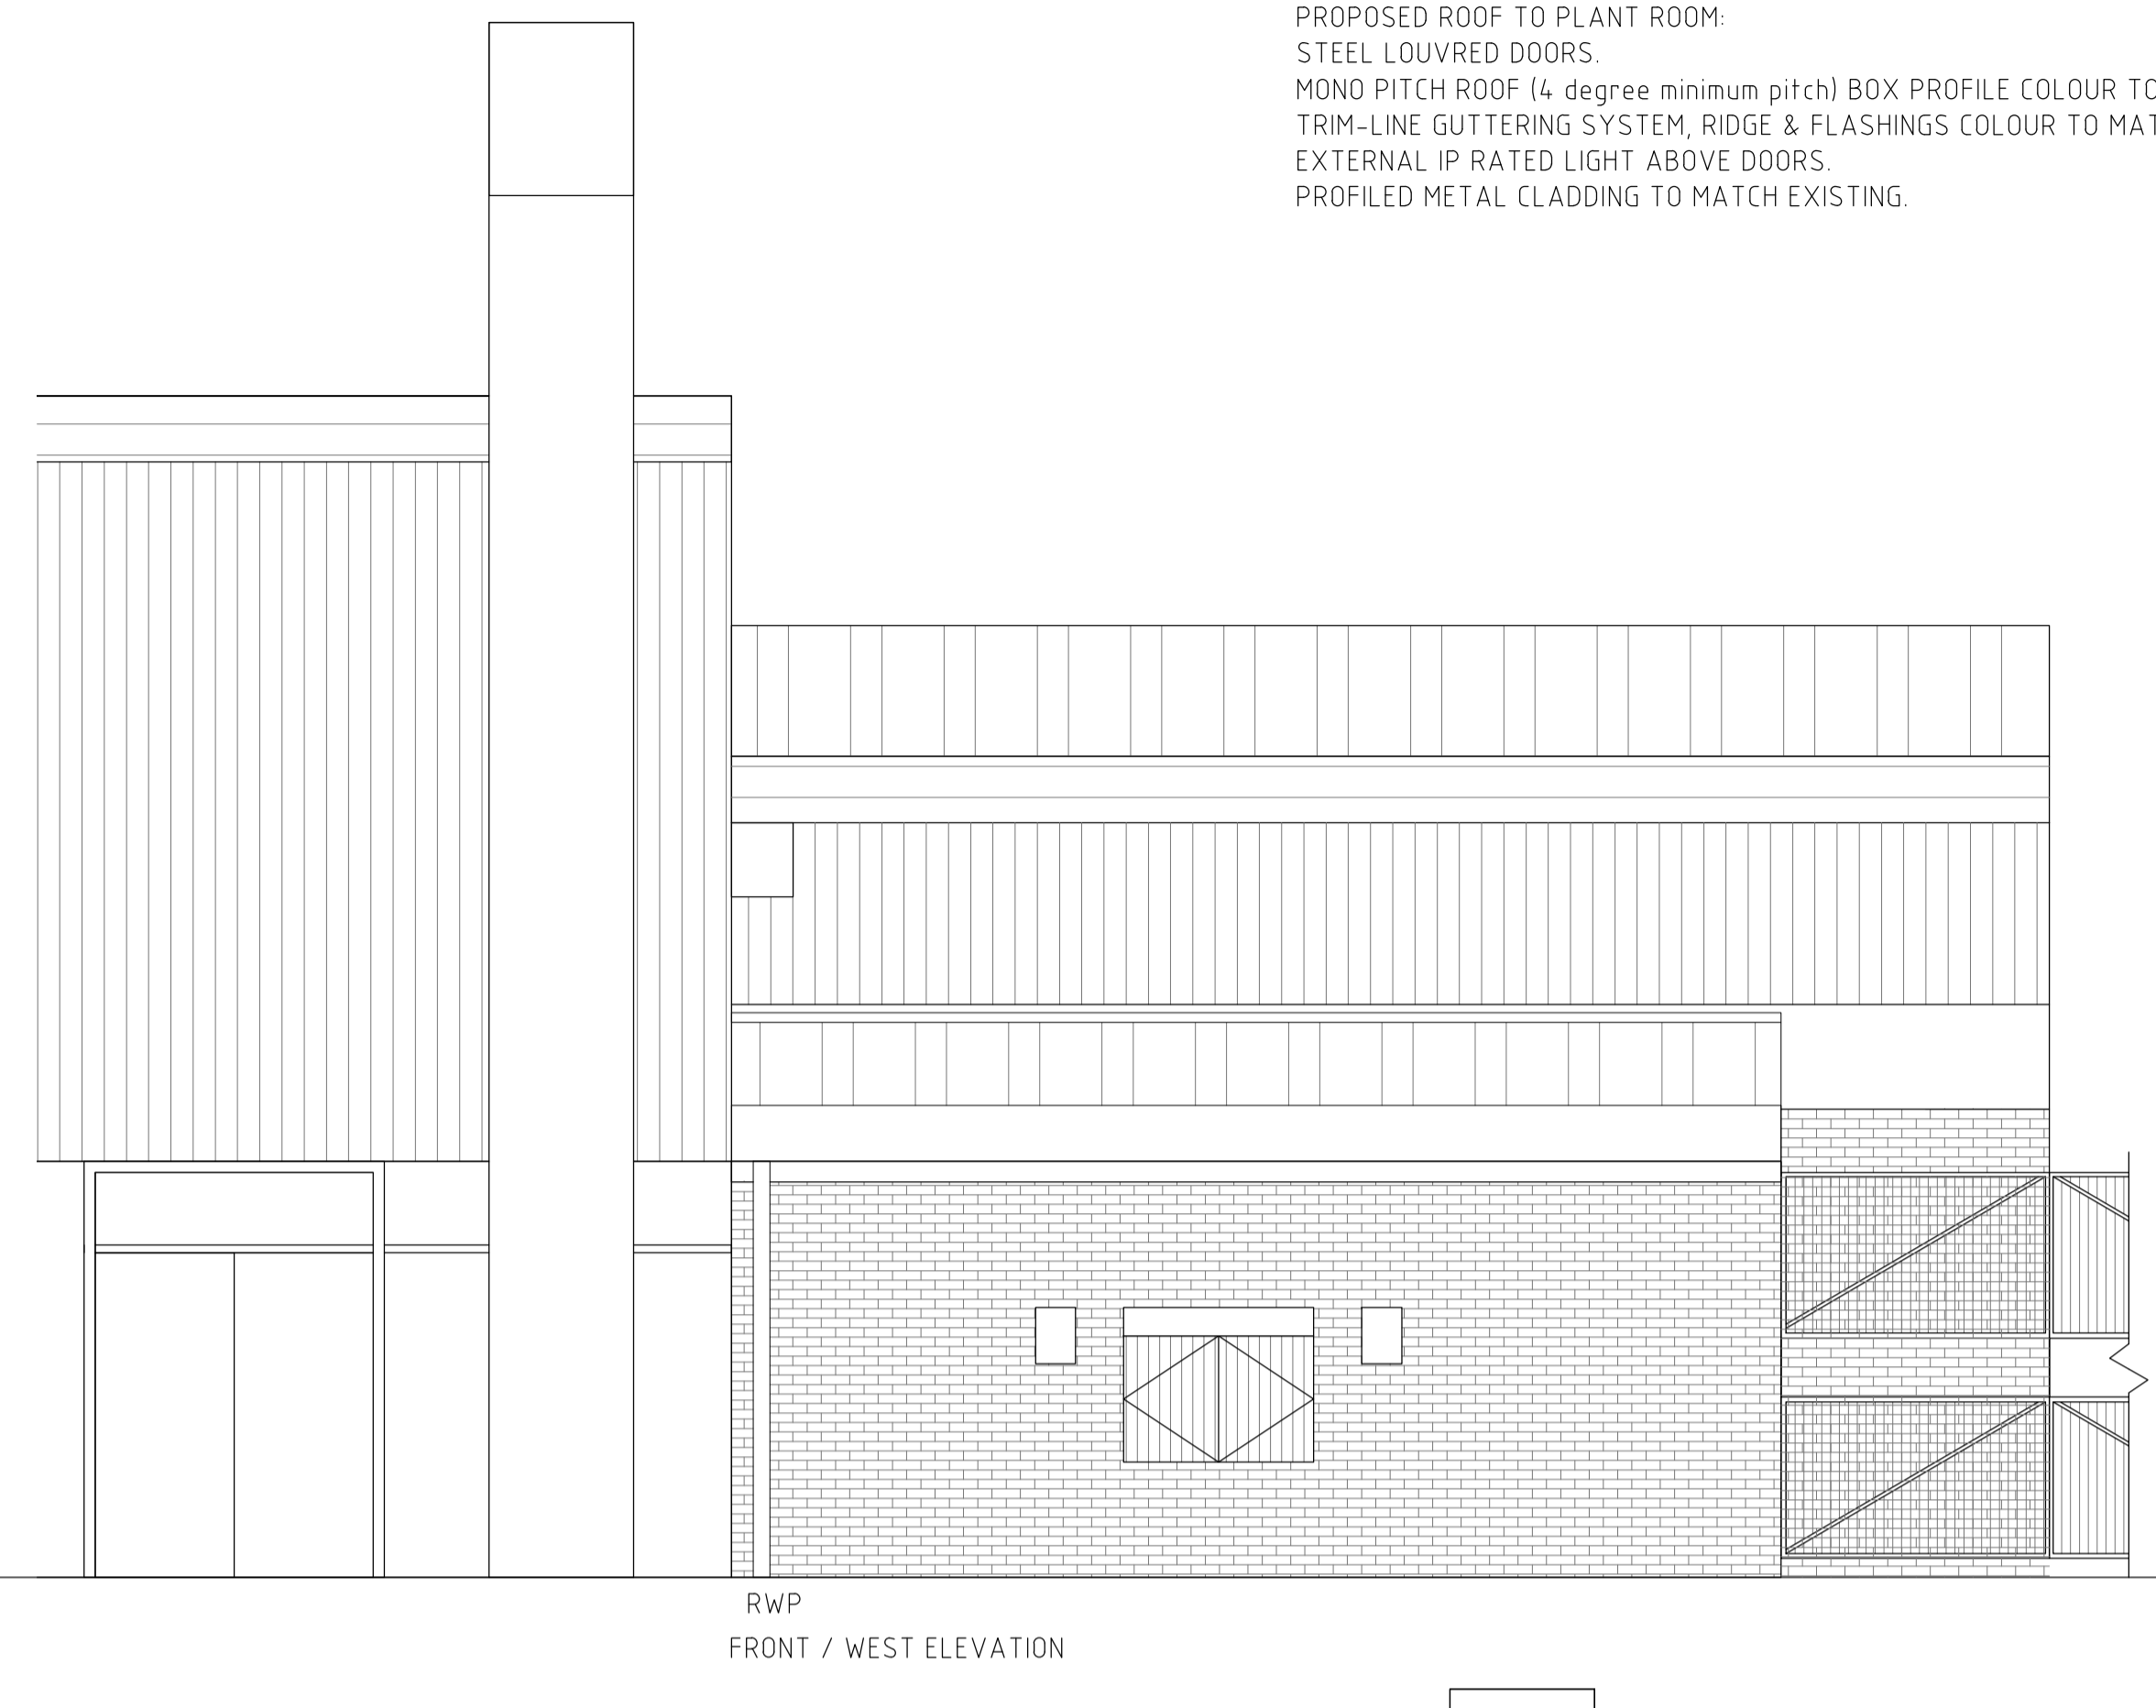 PROPOSED ROOF TO PLANT ROOM:
STEEL LOUVRED DOORS.
MONO PITCH ROOF (4 degree minimum pitch) BOX PROFILE COLOUR TO
TRIM-LINE GUTTERING SYSTEM, RIDGE & FLASHINGS COLOUR TO
EXTERNAL IP RATED LIGHT ABOVE DOORS.
PROFILED METAL CLADDING TO MATCH EXISTING.
RWP
FRONT / WEST ELEVATION